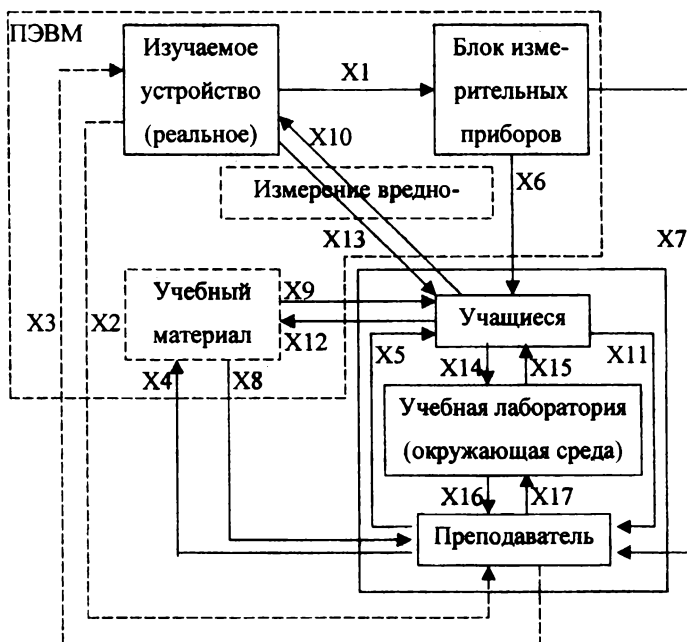 ПЭВМ
Изучаемое
устройство
(реальное)
X1
Блок изме-
рительных
приборов
X10
Измерение вредно-
X6
X13
X7
Учебный
материал
X9
X12
Учащиеся
X3
X2
X4
X8
X5
X14
X15
X11
Учебная лаборатория
(окружающая среда)
X16
X17
Преподаватель